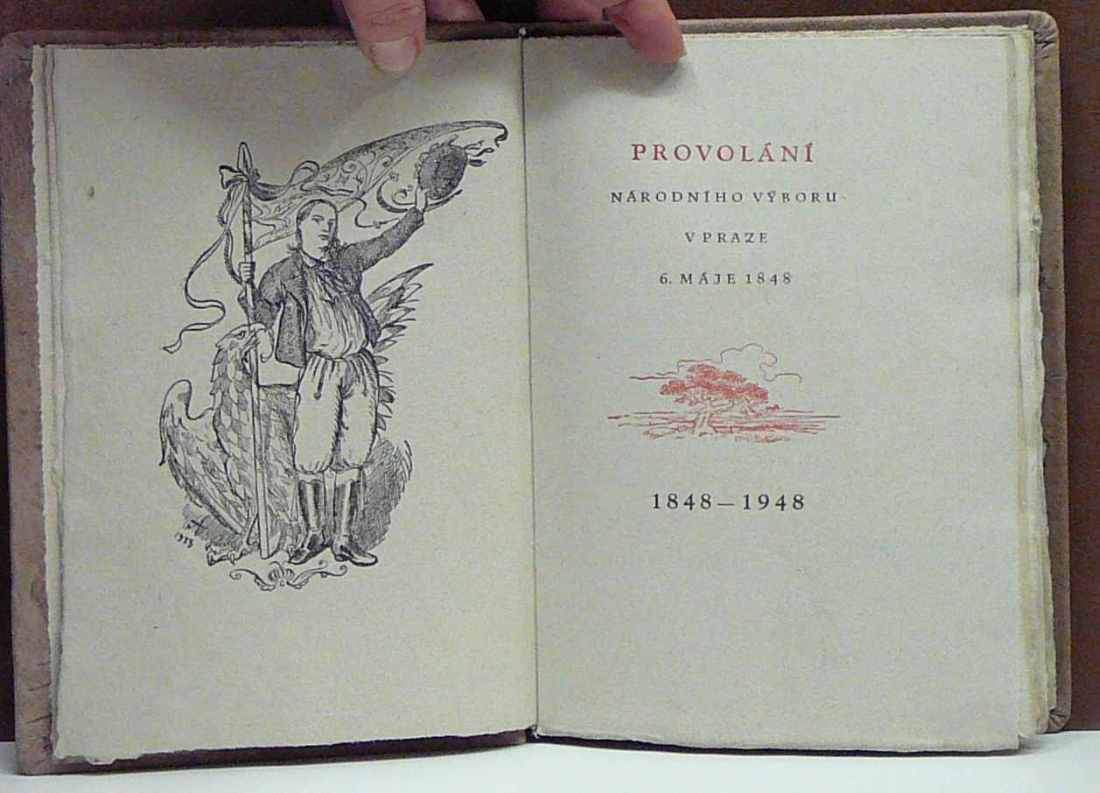 PROVOLÁNÍ
NÁRODNÍHO VÝBORU
V PRAZE
6. MÁJE 1848
1848–1948